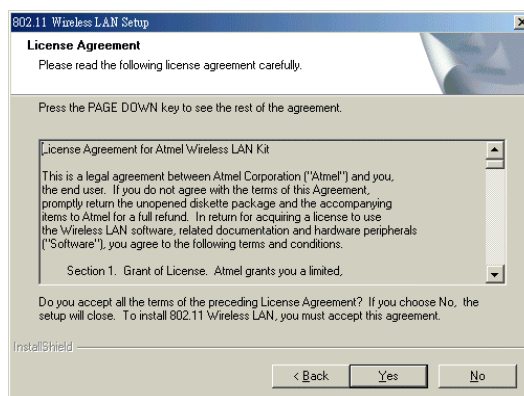 802.11 Wireless LAN Setup
License Agreement
Please read the following license agreement carefully.
Press the PAGE DOWN key to see the rest of the agreement.
License Agreement for Atmel Wireless LAN Kit
This is a legal agreement between Atmel Corporation ("Atmel") and you,
the end user. If you do not agree with the terms of this Agreement,
promptly return the unopened diskette package and the accompanying
items to Atmel for a full refund. In return for acquiring a license to use
the Wireless LAN software, related documentation and hardware peripherals
("Software"), you agree to the following terms and conditions.
Section 1. Grant of License. Atmel grants you a limited,
Do you accept all the terms of the preceding License Agreement? If you choose No, the
setup will close. To install 802.11 Wireless LAN, you must accept this agreement.
InstallShield
< Back
Yes
No